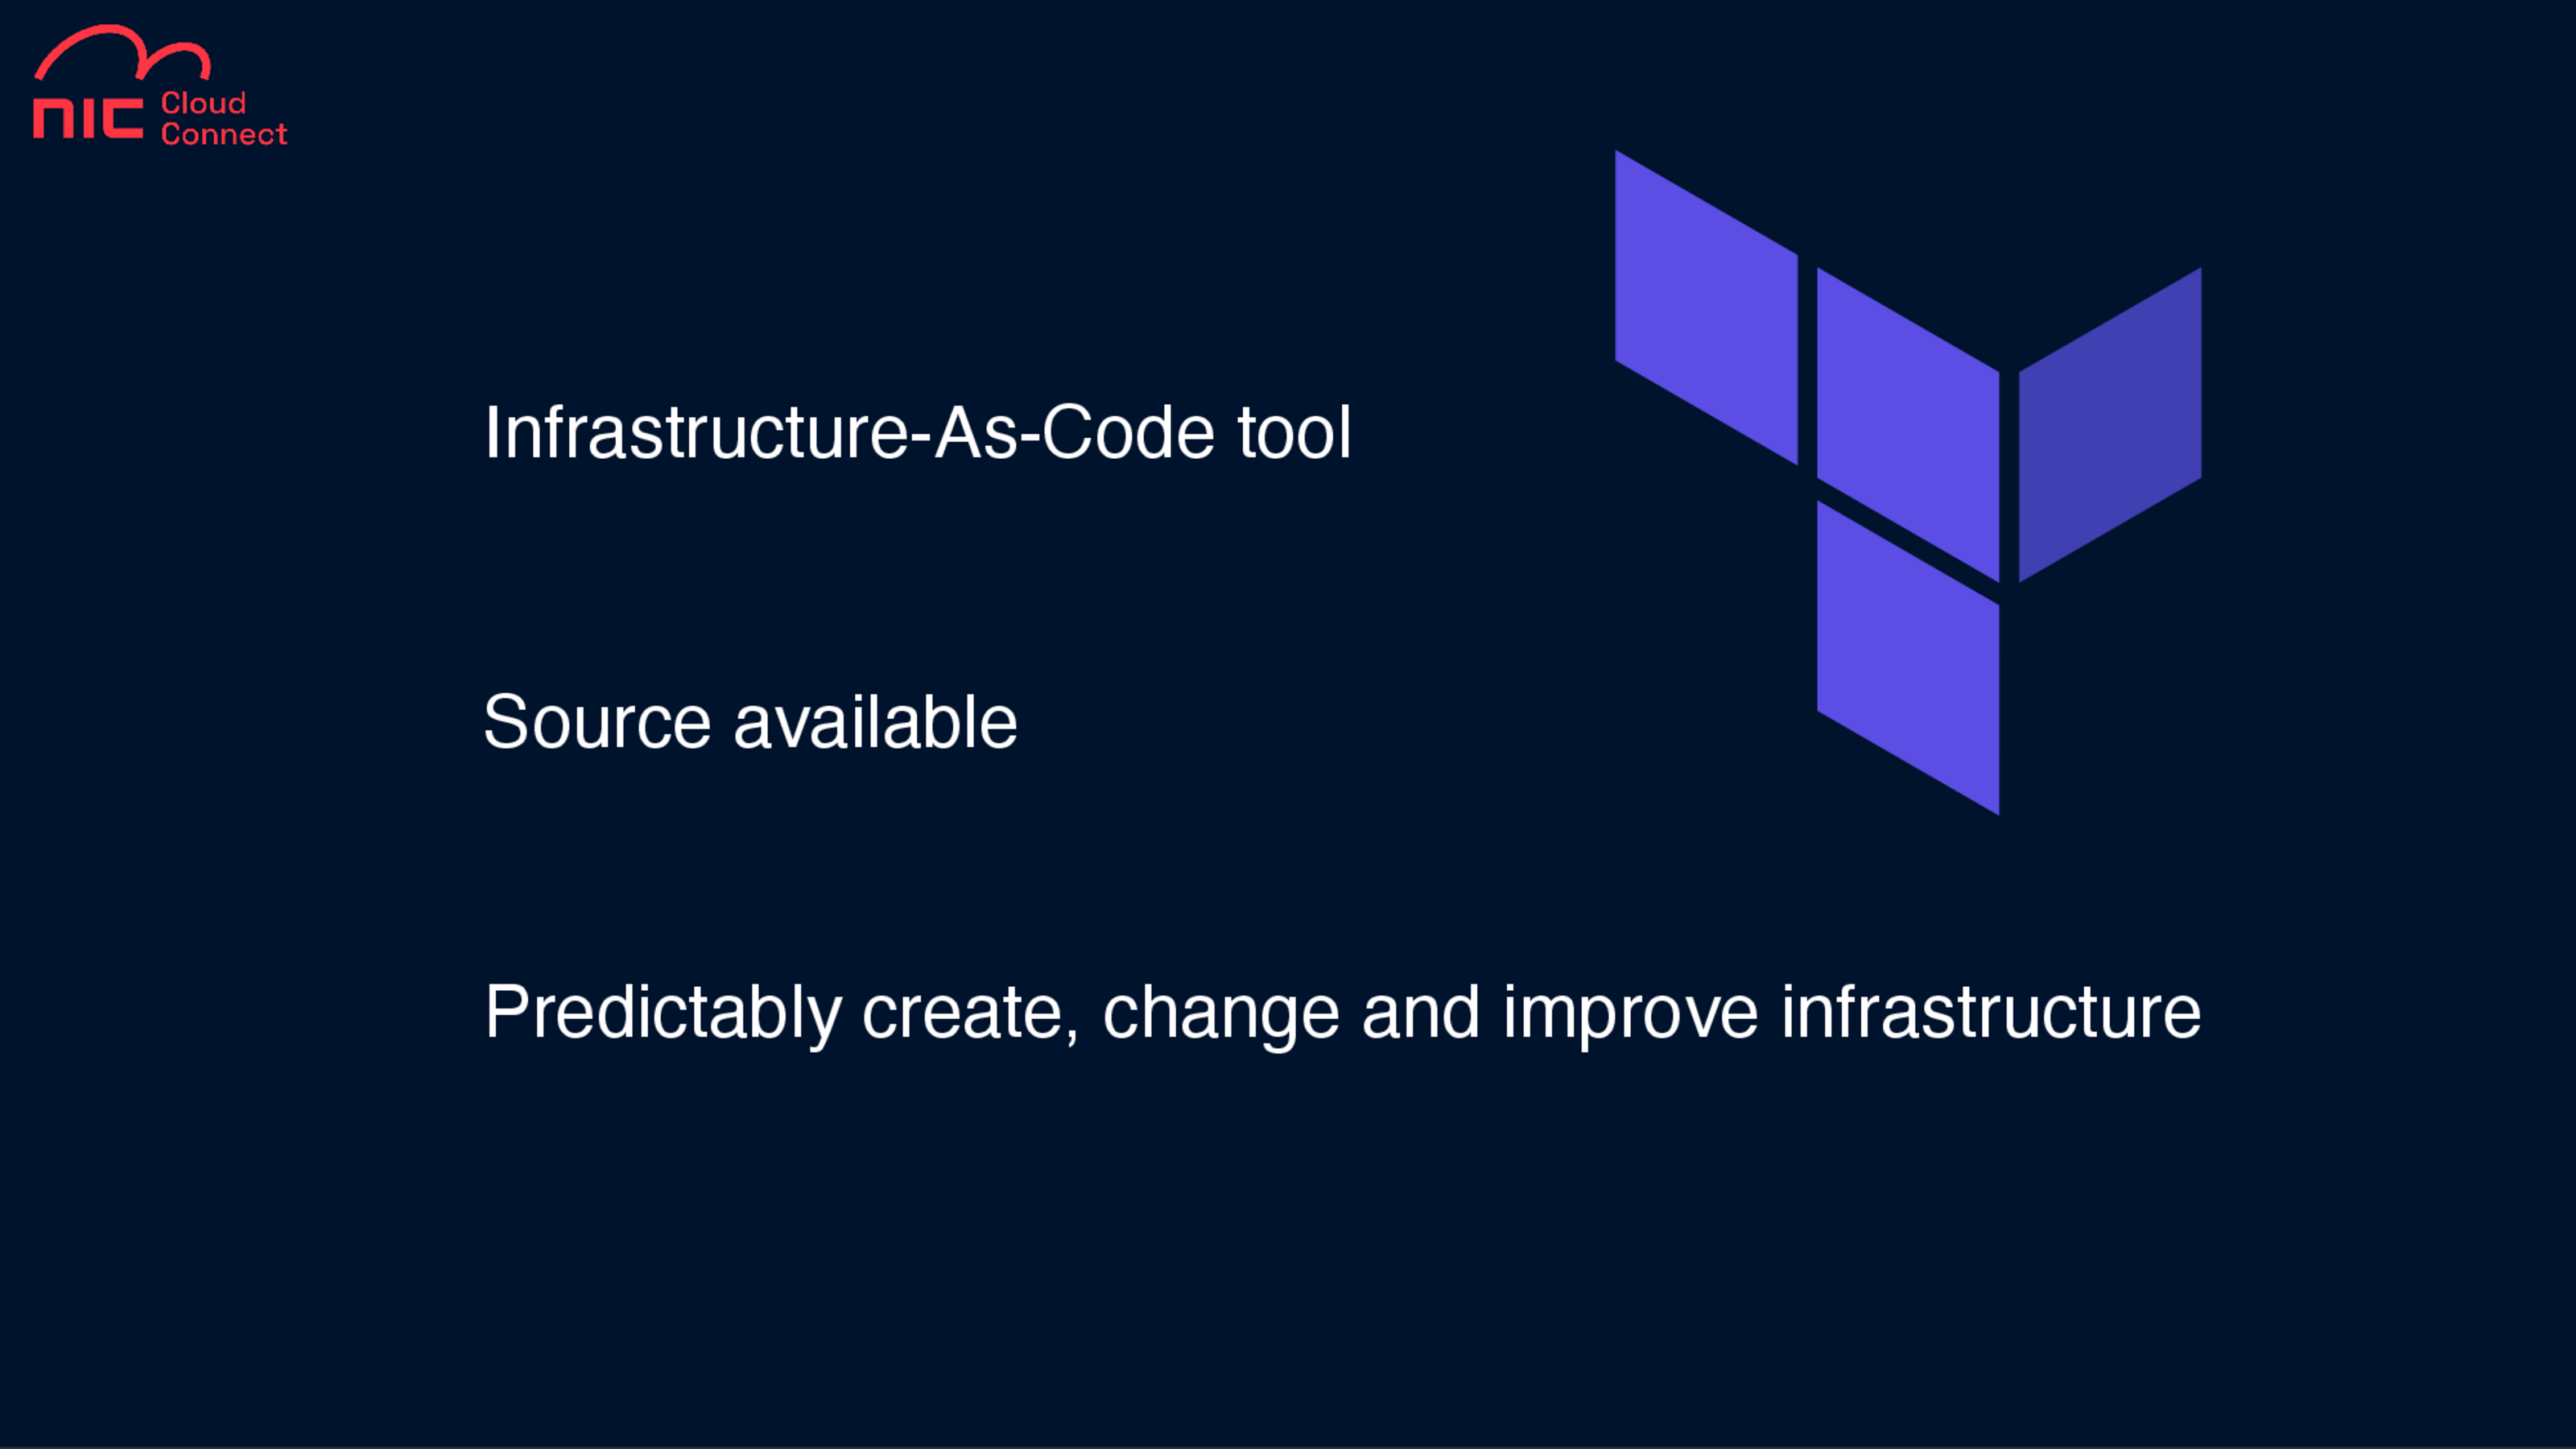 NIC Cloud
Connect
Infrastructure-As-Code tool
Source available
Predictably create, change and improve infrastructure